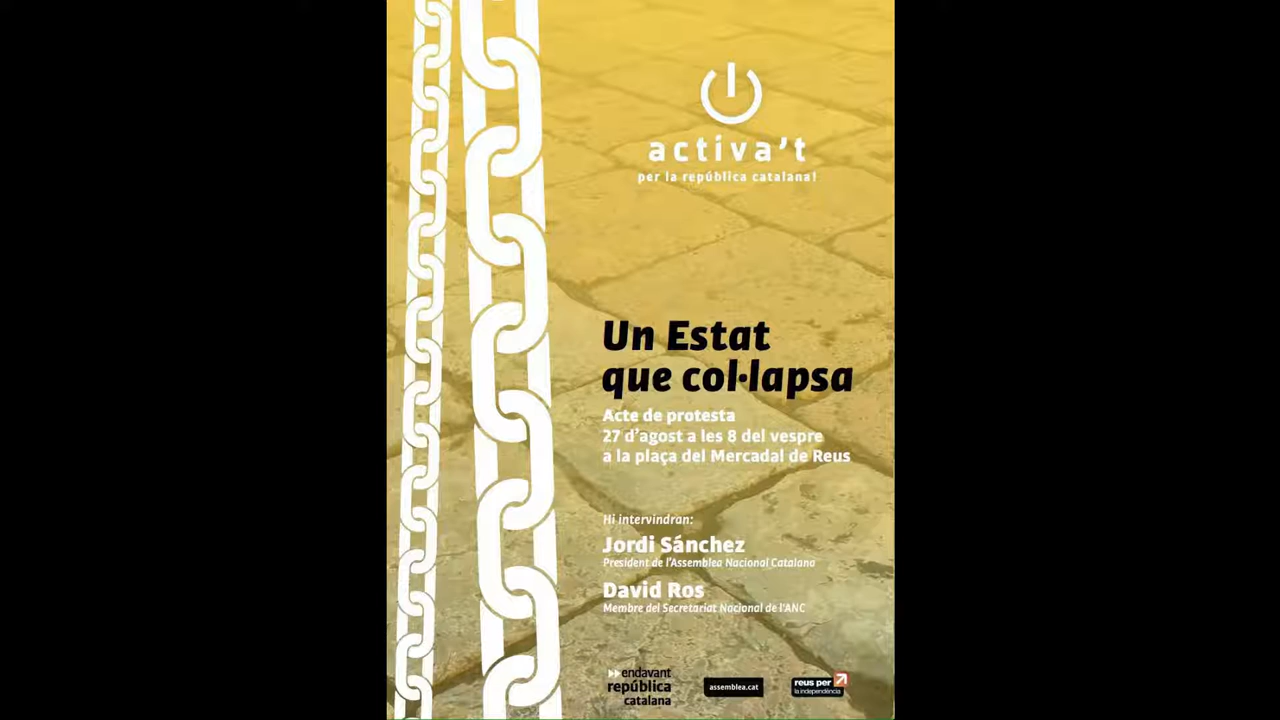 activa't
per la república catalana!
Un Estat
que col·lapsa
Acte de protesta
27 d'agost a les 8 del vespre
a la plaça del Mercadal de Reus
Hi intervindran:
Jordi Sánchez
President de l'Assemblea Nacional Catalana
David Ros
Membre del Secretariat Nacional de l'ANC
endavant
república
catalana
assemblea.cat
reus per
la independència